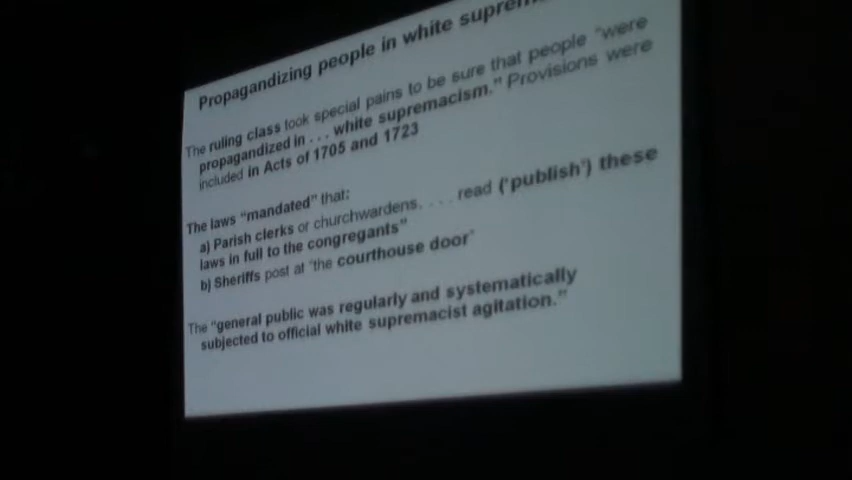 Propagandizing people in white suprem
The ruling class took special pains to be sure that people "were
propagandized in . . . white supremacism." Provisions were
included in Acts of 1705 and 1723
The laws "mandated" that:
a) Parish clerks or churchwardens. . . . read ('publish') these
laws in full to the congregants"
b) Sheriffs post at "the courthouse door"
The "general public was regularly and systematically
subjected to official white supremacist agitation."